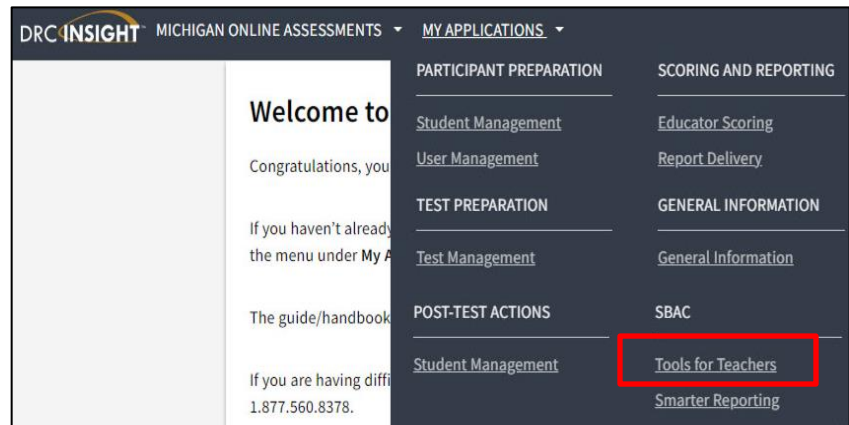 DRC INSIGHT MICHIGAN ONLINE ASSESSMENTS MY APPLICATIONS
PARTICIPANT PREPARATION
Student Management
User Management
TEST PREPARATION
Test Management
POST-TEST ACTIONS
Student Management
SCORING AND REPORTING
Educator Scoring
Report Delivery
GENERAL INFORMATION
General Information
SBAC
Tools for Teachers
Smarter Reporting
Welcome to
Congratulations, you
If you haven't already
the menu under My A
The guide/handbook
If you are having diffi
1.877.560.8378.